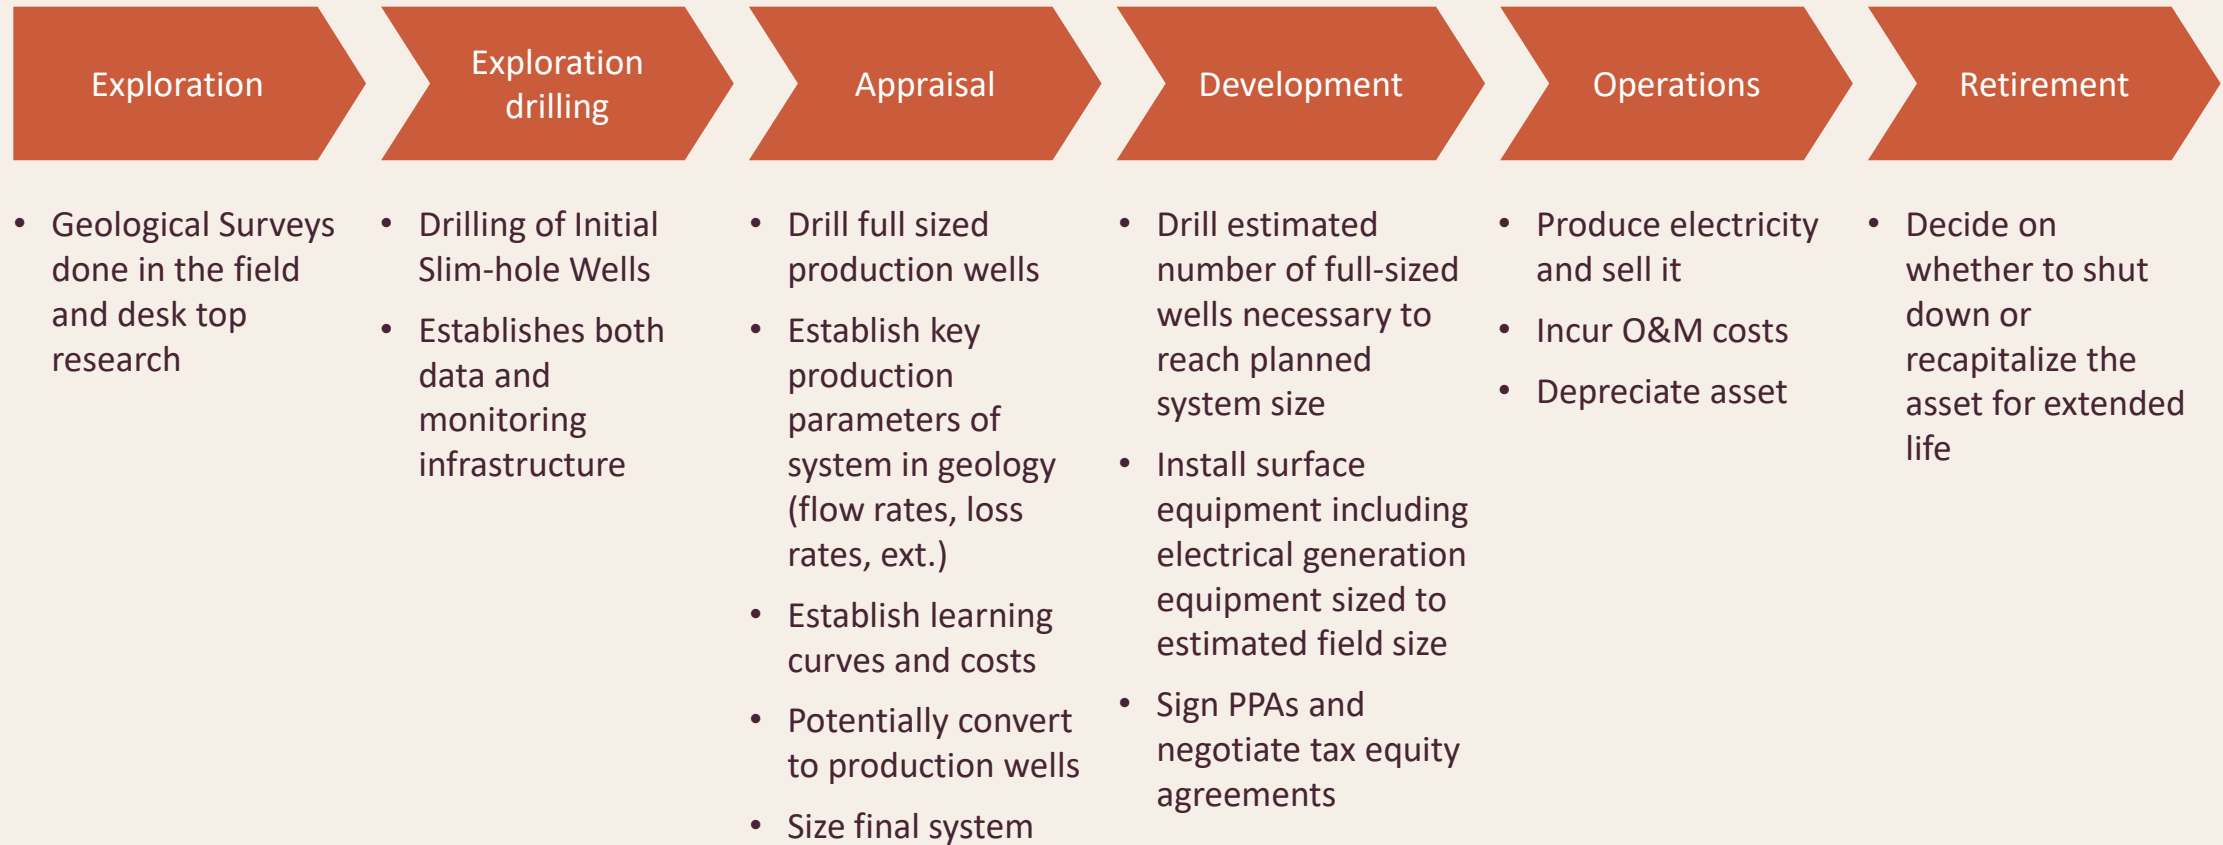 Exploration
Exploration
drilling
Appraisal
Development
Operations
Retirement
• Geological Surveys
done in the field
and desk top
research
• Drilling of Initial
Slim-hole Wells
• Establishes both
data and
monitoring
infrastructure
• Drill full sized
production wells
• Establish key
production
parameters of
system in geology
(flow rates, loss
rates, ext.)
• Establish learning
curves and costs
• Potentially convert
to production wells
• Size final system
• Drill estimated
number of full-sized
wells necessary to
reach planned
system size
• Install surface
equipment including
electrical generation
equipment sized to
estimated field size
• Sign PPAs and
negotiate tax equity
agreements
• Produce electricity
and sell it
• Incur O&M costs
• Depreciate asset
• Decide on
whether to shut
down or
recapitalize the
asset for extended
life